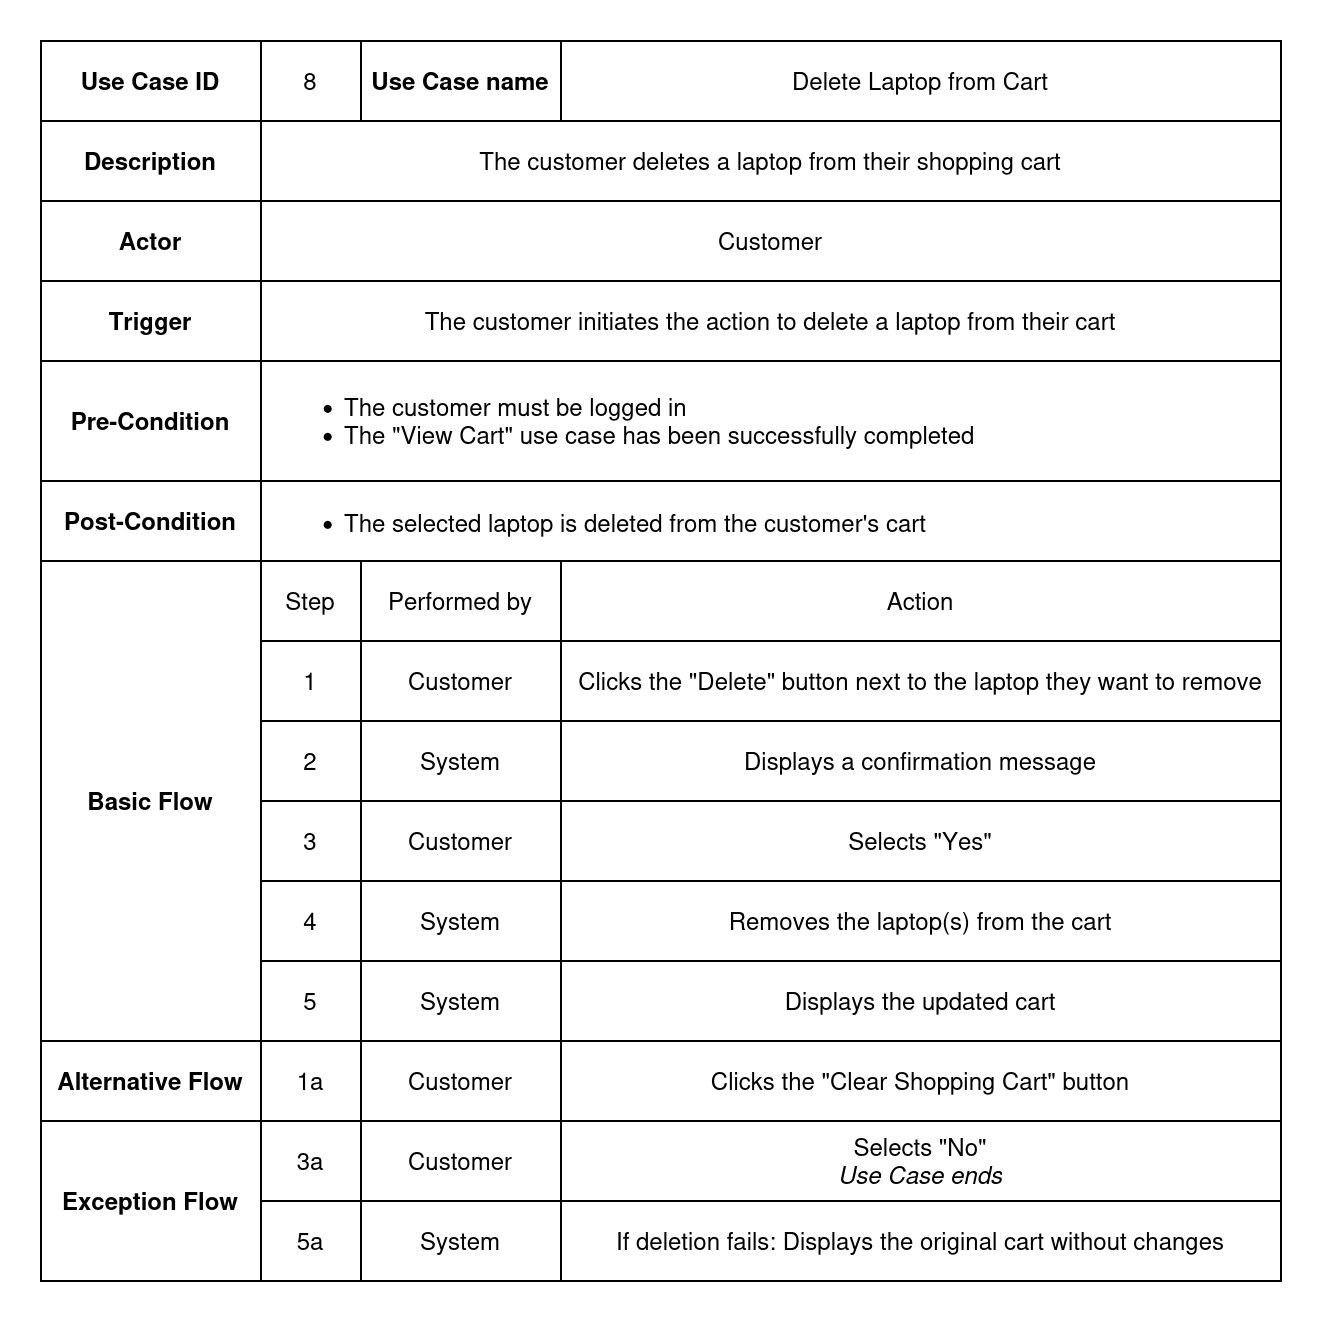 Use Case ID
8
Use Case name
Delete Laptop from Cart
Description
The customer deletes a laptop from their shopping cart
Actor
Customer
Trigger
The customer initiates the action to delete a laptop from their cart
Pre-Condition
• The customer must be logged in
• The "View Cart" use case has been successfully completed
Post-Condition
• The selected laptop is deleted from the customer's cart
Basic Flow
Step
Performed by
Action
1
Customer
Clicks the "Delete" button next to the laptop they want to remove
2
System
Displays a confirmation message
3
Customer
Selects "Yes"
4
System
Removes the laptop(s) from the cart
5
System
Displays the updated cart
Alternative Flow
1a
Customer
Clicks the "Clear Shopping Cart" button
Exception Flow
3a
Customer
Selects "No"
Use Case ends
5a
System
If deletion fails: Displays the original cart without changes